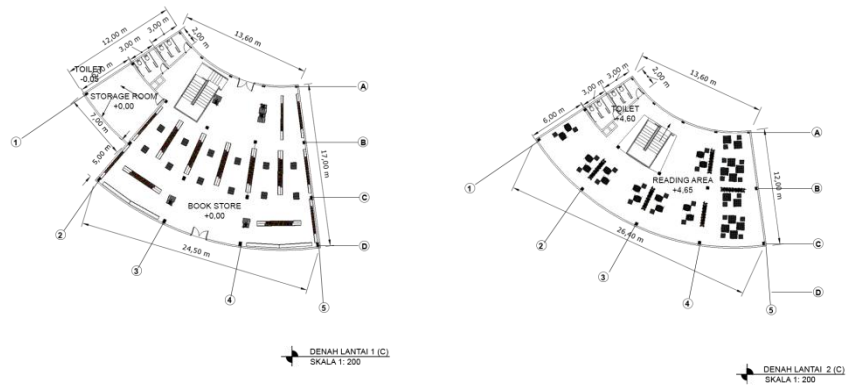 12,00 m
3,00 m
3,00 m
2,00 m
13,60 m
TOILET
-0.05
STORAGE ROOM
+0.00
7,00 m
5,00 m
17,00 m
BOOK STORE
+0.00
24,50 m
A
B
C
D
1
2
3
4
5
DENAH LANTAI 1 (C)
SKALA 1: 200
6,00 m
3,00 m
3,00 m
2,00 m
13,60 m
TOILET
+4,60
READING AREA
+4,65
12,00 m
26,40 m
A
B
C
D
1
2
3
4
5
DENAH LANTAI 2 (C)
SKALA 1: 200